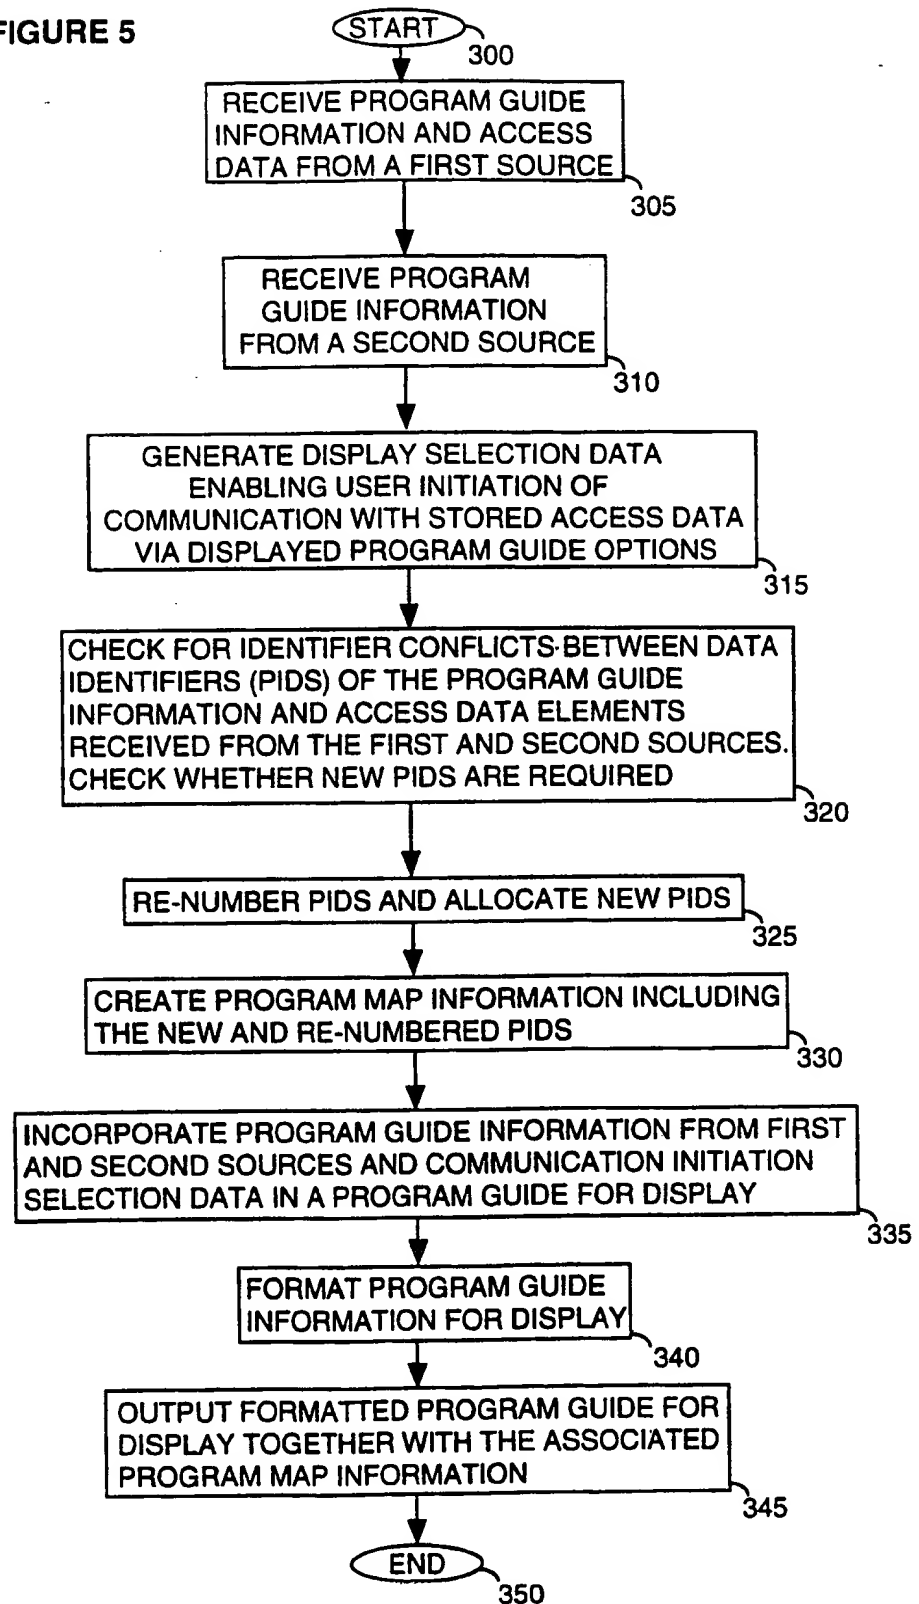 FIGURE 5
START
300
RECEIVE PROGRAM GUIDE
INFORMATION AND ACCESS
DATA FROM A FIRST SOURCE
305
RECEIVE PROGRAM
GUIDE INFORMATION
FROM A SECOND SOURCE
310
GENERATE DISPLAY SELECTION DATA
ENABLING USER INITIATION OF
COMMUNICATION WITH STORED ACCESS DATA
VIA DISPLAYED PROGRAM GUIDE OPTIONS
315
CHECK FOR IDENTIFIER CONFLICTS BETWEEN DATA
IDENTIFIERS (PIDS) OF THE PROGRAM GUIDE
INFORMATION AND ACCESS DATA ELEMENTS
RECEIVED FROM THE FIRST AND SECOND SOURCES.
CHECK WHETHER NEW PIDS ARE REQUIRED
320
RE-NUMBER PIDS AND ALLOCATE NEW PIDS
325
CREATE PROGRAM MAP INFORMATION INCLUDING
THE NEW AND RE-NUMBERED PIDS
330
INCORPORATE PROGRAM GUIDE INFORMATION FROM FIRST
AND SECOND SOURCES AND COMMUNICATION INITIATION
SELECTION DATA IN A PROGRAM GUIDE FOR DISPLAY
335
FORMAT PROGRAM GUIDE
INFORMATION FOR DISPLAY
340
OUTPUT FORMATTED PROGRAM GUIDE FOR
DISPLAY TOGETHER WITH THE ASSOCIATED
PROGRAM MAP INFORMATION
345
END
350